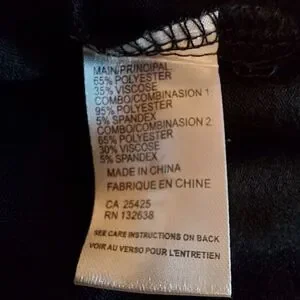 MAIN/PRINCIPAL
65% POLYESTER
35% VISCOSE
COMBO/COMBINASION 1
95% POLYESTER
5% SPANDEX
COMBO/COMBINASION 2
65% POLYESTER
30% VISCOSE
5% SPANDEX
MADE IN CHINA
FABRIQUE EN CHINE
CA 25425
RN 132638
SEE CARE INSTRUCTIONS ON BACK
VOIR AU VERSO POUR L'ENTRETIEN